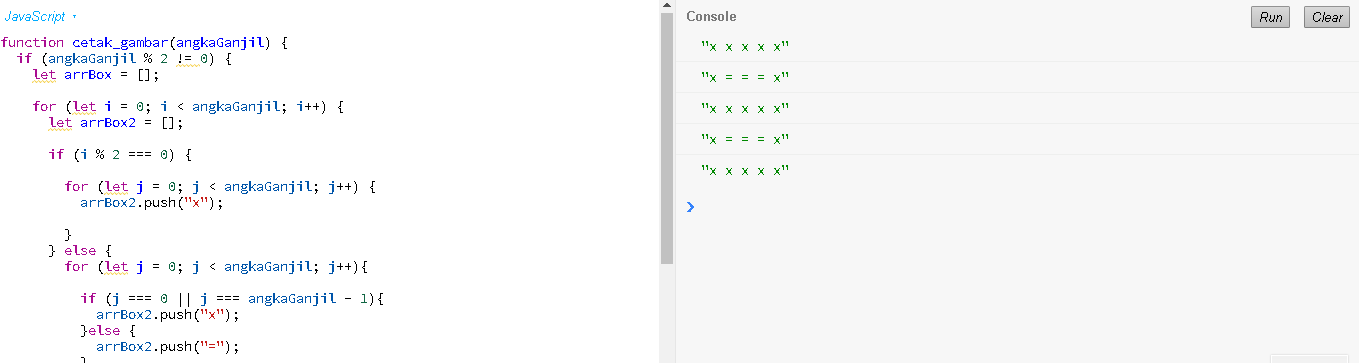 JavaScript
function cetak_gambar(angkaGanjil) {
if (angkaGanjil % 2 != 0) {
let arrBox = [];
for (let i = 0; i < angkaGanjil; i++) {
let arrBox2 = [];
if (i % 2 === 0) {
for (let j = 0; j < angkaGanjil; j++) {
arrBox2.push("x");
}
} else {
for (let j = 0; j < angkaGanjil; j++){
if (j === 0 || j === angkaGanjil - 1){
arrBox2.push("x");
}else {
arrBox2.push("=");
}
Console
Run
Clear
"x x x x x"
"x = = = x"
"x x x x x"
"x = = = x"
"x x x x x"